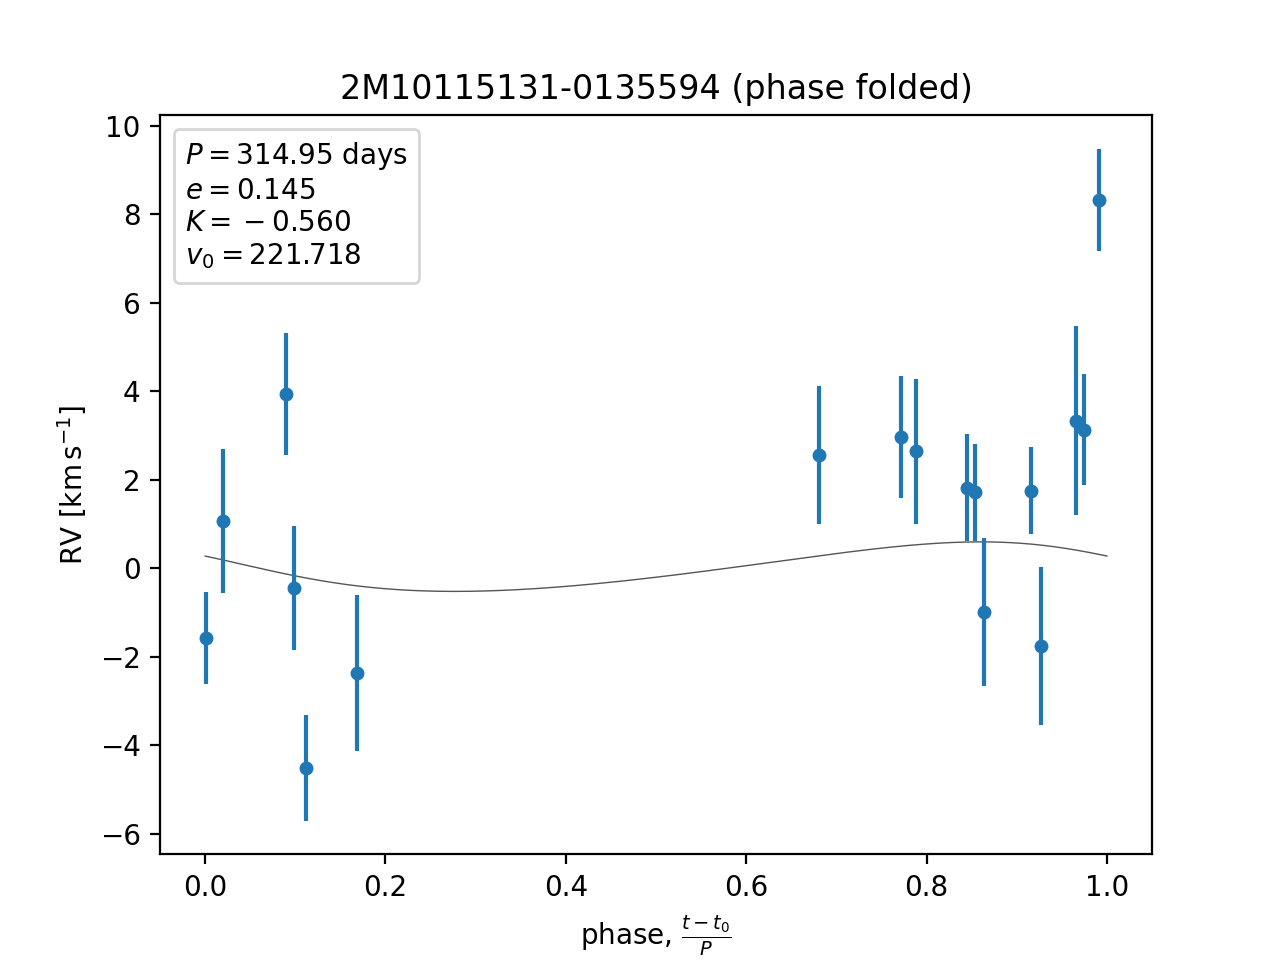 2M10115131-0135594 (phase folded)
P = 314.95 days
e = 0.145
K = −0.560
v₀ = 221.718
10
8
6
4
2
0
−2
−4
−6
RV [km s⁻¹]
0.0 0.2 0.4 0.6 0.8 1.0
phase, (t − t₀)/P